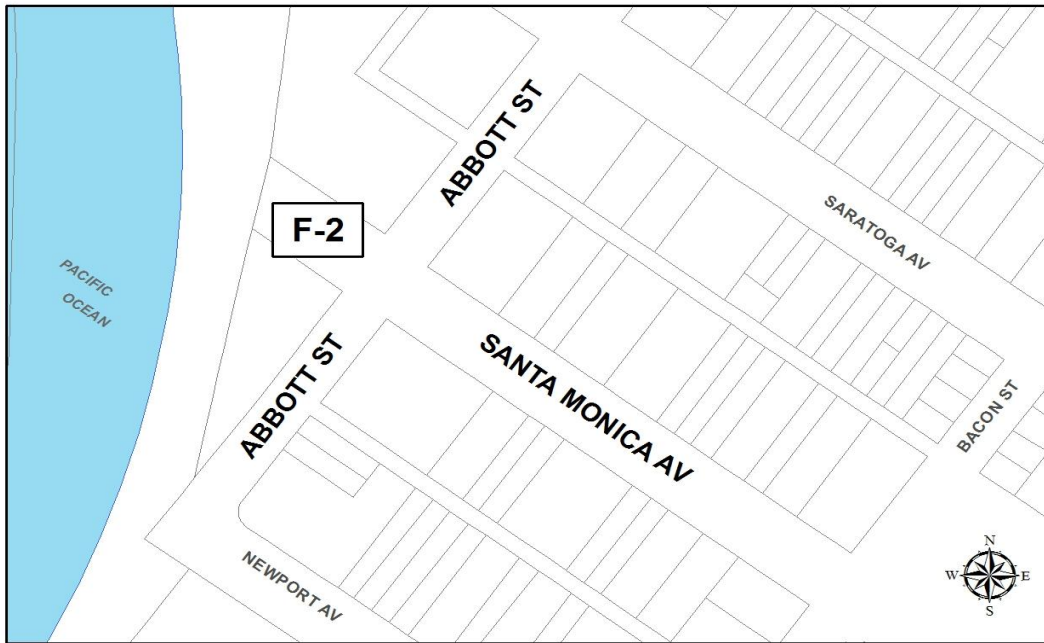 ABBOTT ST
SARATOGA AV
F-2
PACIFIC
OCEAN
SANTA MONICA AV
ABBOTT ST
BACON ST
NEWPORT AV
N
W
E
S